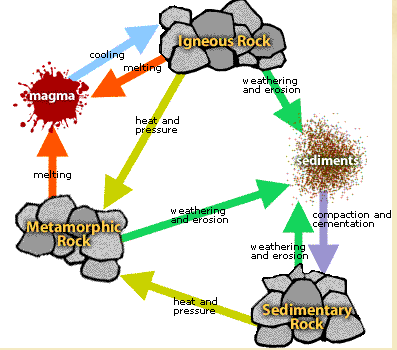 Igneous Rock
cooling
melting
magma
weathering
and erosion
heat and
pressure
sediments
melting
weathering
and erosion
compaction and
cementation
Metamorphic
Rock
weathering
and erosion
heat and
pressure
Sedimentary
Rock